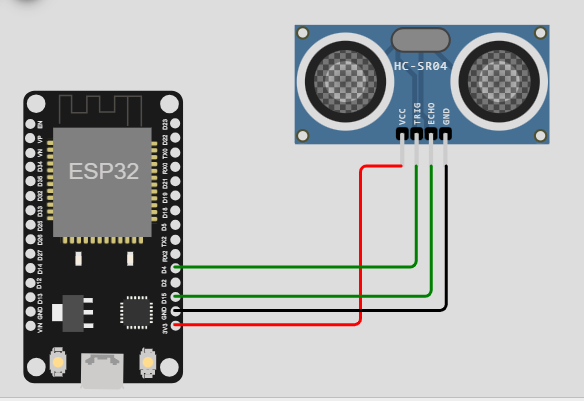 HC-SR04
VCC
TRIG
ECHO
GND
ESP32
EN
VP
VN
D34
D35
D32
D33
D25
D26
D27
D14
D12
D13
GND
VIN
D23
D22
TX0
RX0
D21
D19
D18
D5
TX2
RX2
D4
D2
D15
GND
3V3